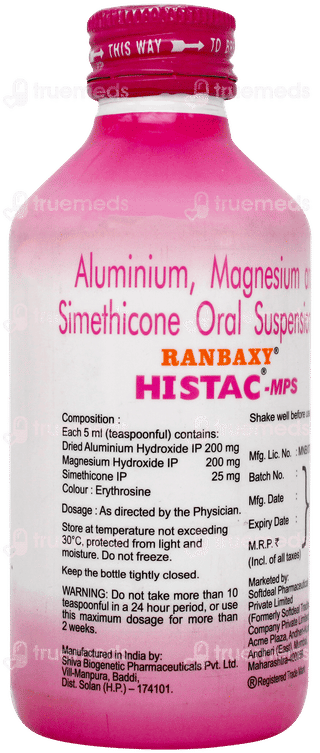 THIS WAY TO
truemeds
Aluminium, Magnesium
Simethicone Oral Suspension
RANBAXY®
HISTAC®-MPS
Composition :
Each 5 ml (teaspoonful) contains:
Dried Aluminium Hydroxide IP 200 mg
Magnesium Hydroxide IP 200 mg
Simethicone IP 25 mg
Colour : Erythrosine
Dosage : As directed by the Physician.
Store at temperature not exceeding
30°C, protected from light and
moisture. Do not freeze.
Keep the bottle tightly closed.
WARNING: Do not take more than 10
teaspoonful in a 24 hour period, or use
this maximum dosage for more than
2 weeks.
Manufactured in India by:
Shiva Biogenetic Pharmaceuticals Pvt. Ltd.
Vill-Manpura, Baddi,
Dist. Solan (H.P.) – 174101.
Shake well before
Mfg. Lic. No. :
Batch No. :
Mfg. Date :
Expiry Date :
M.R.P. ₹
(Incl. of all taxes)
Marketed by:
Softdeal Pharmaceutical
Private Limited
(Formerly Softdeal
Company Private
Acme Plaza,
Andheri (East),
Maharashtra
®Registered Trade